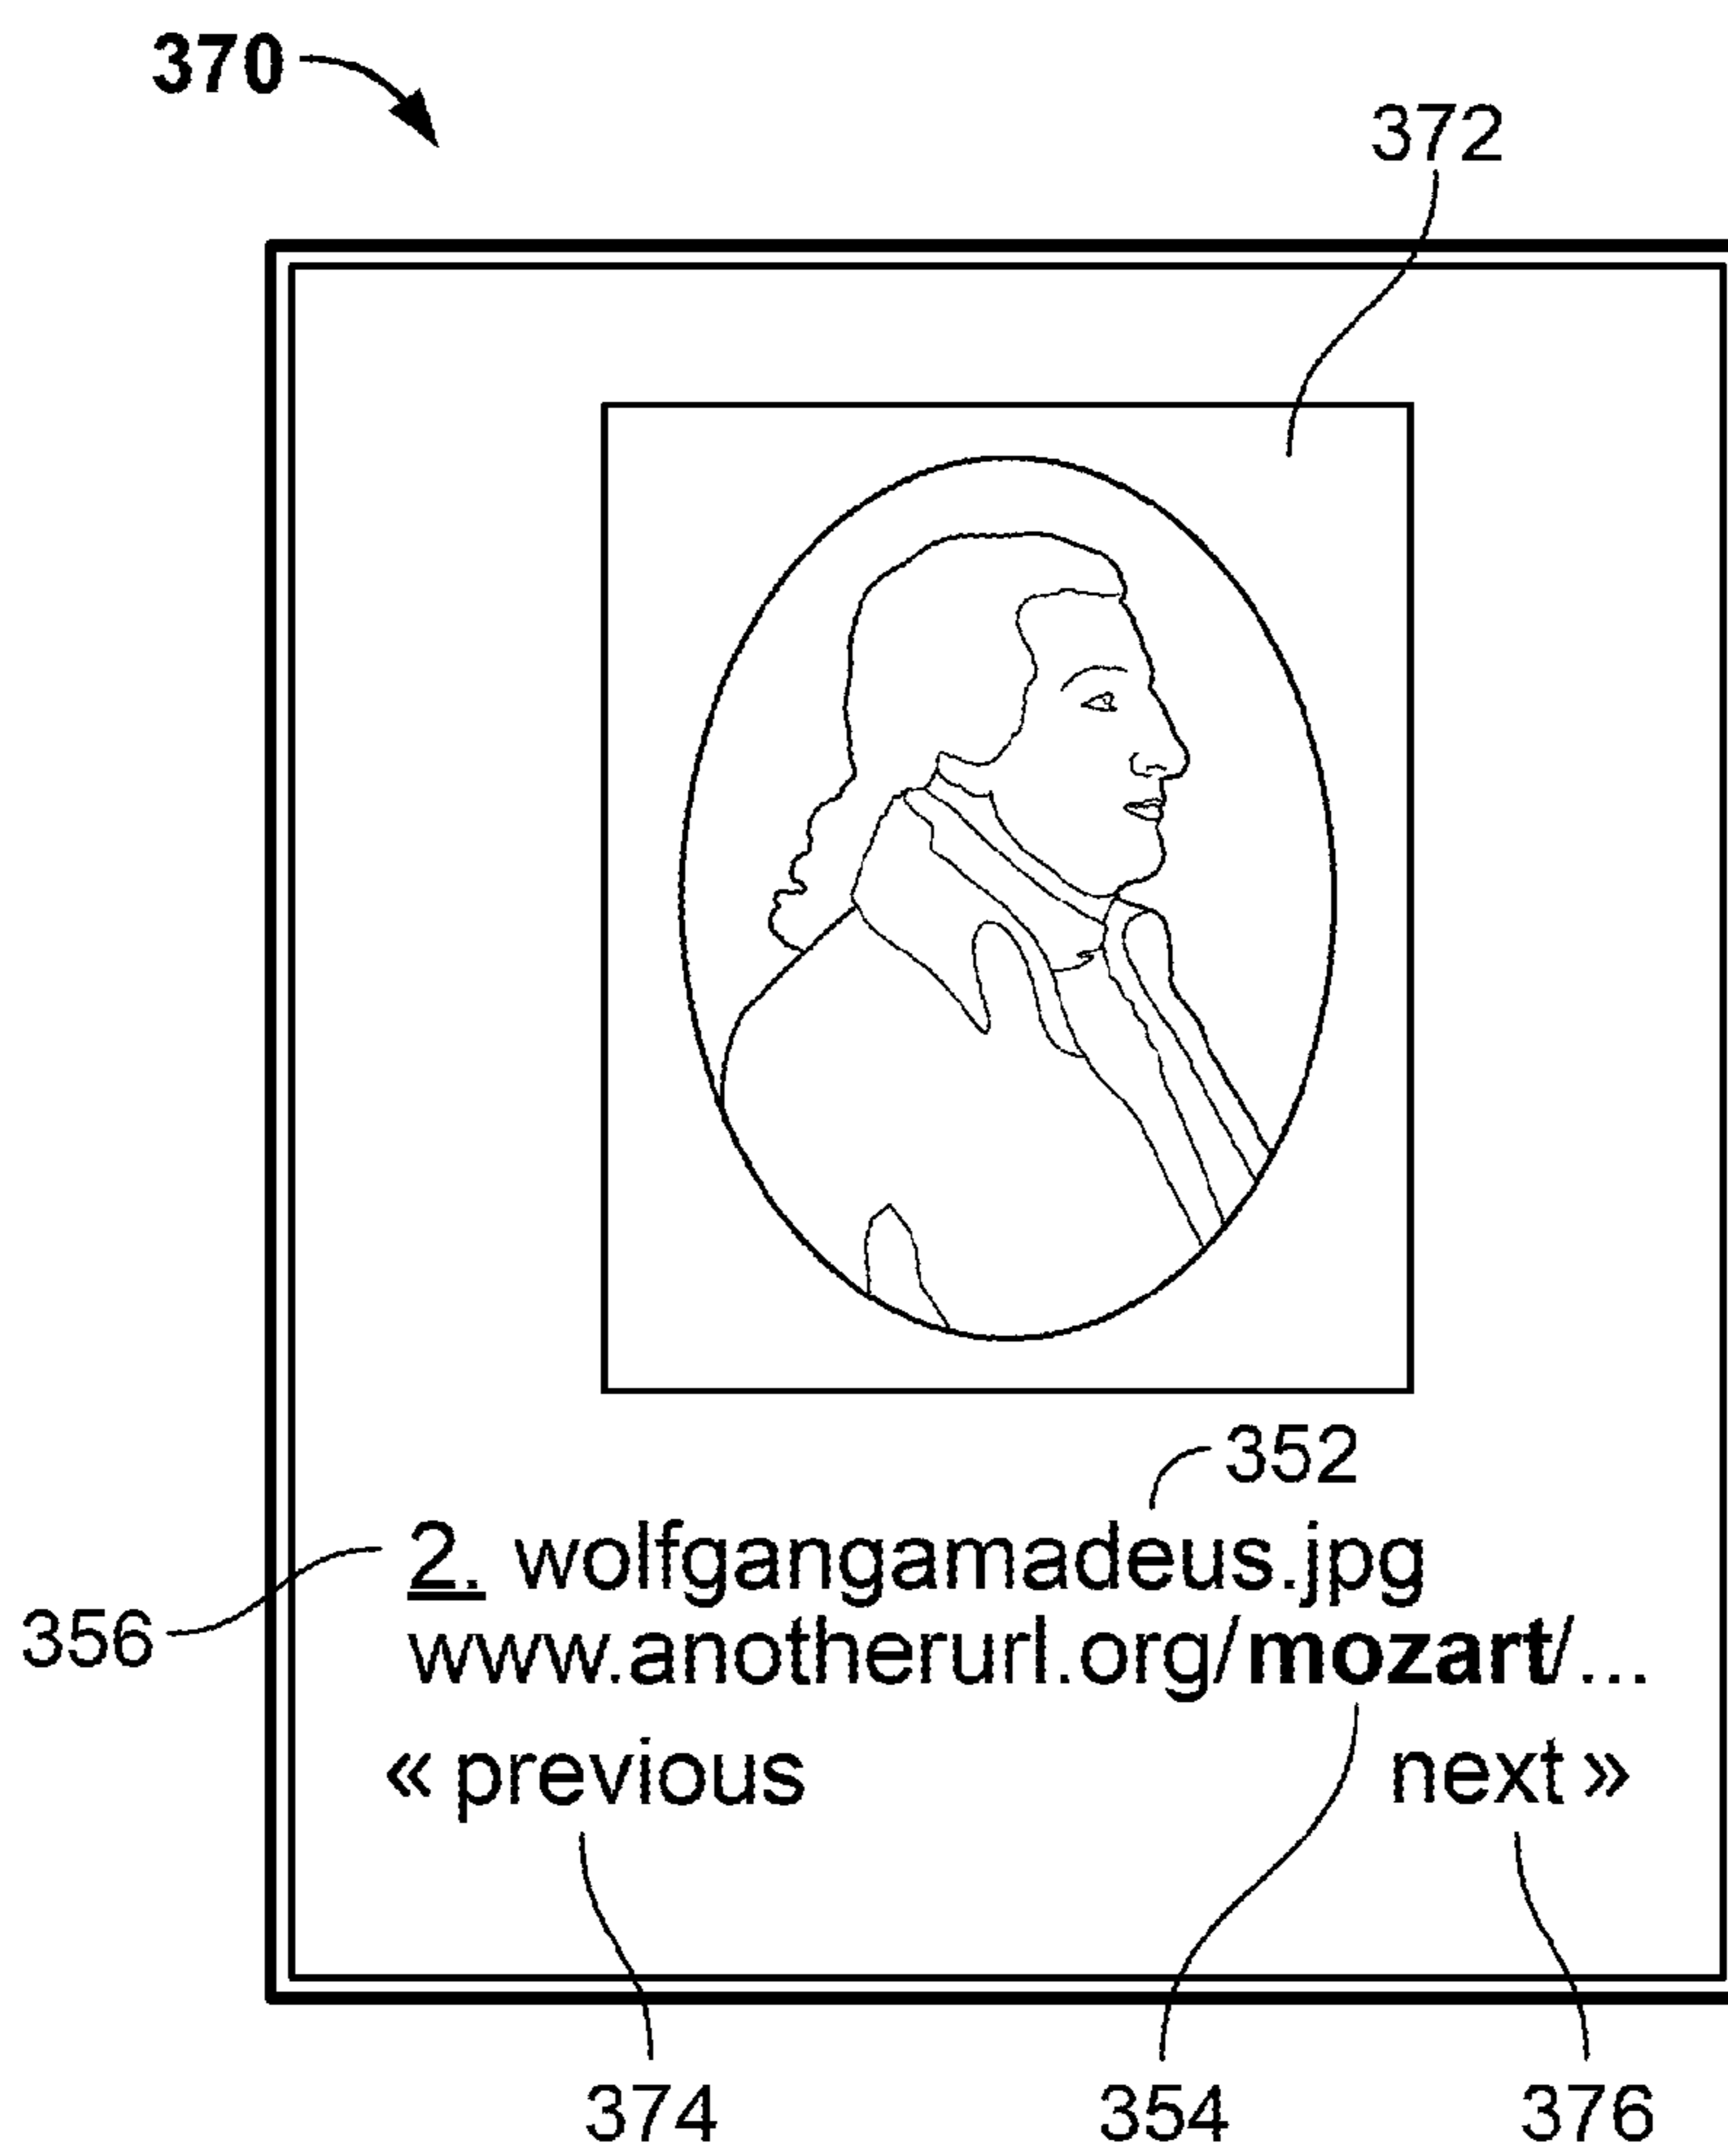 370
372
352
2. wolfgangamadeus.jpg
356
www.anotherurl.org/mozart/...
« previous next »
374 354 376